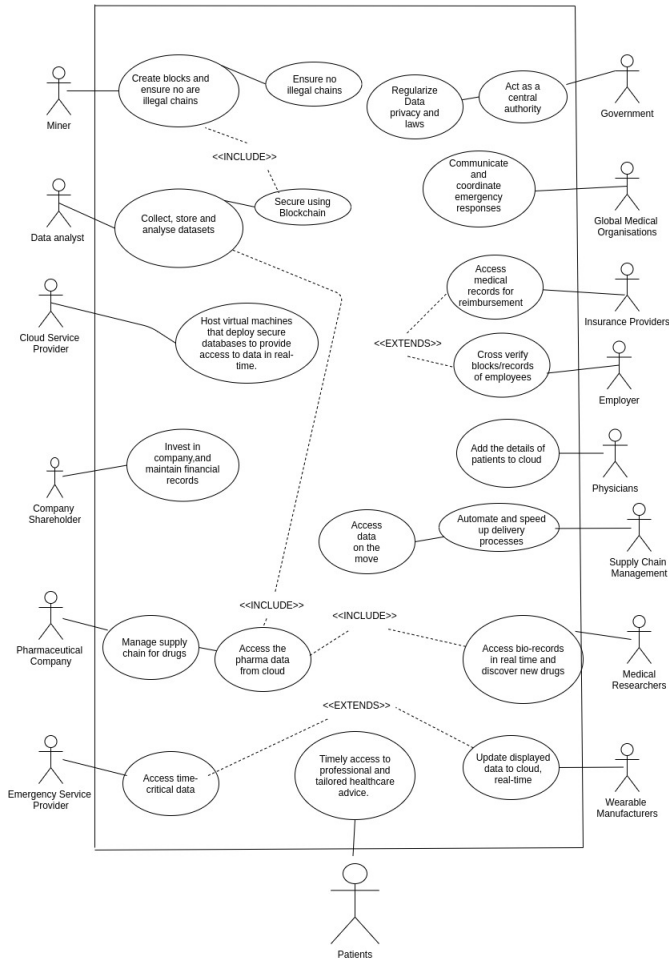 Miner
Create blocks and
ensure no are
illegal chains
Ensure no
illegal chains
Regularize
Data
privacy and
laws
Act as a
central
authority
Government
<<INCLUDE>>
Communicate
and
coordinate
emergency
responses
Global Medical
Organisations
Data analyst
Collect, store and
analyse datasets
Secure using
Blockchain
Cloud Service
Provider
Host virtual machines
that deploy secure
databases to provide
access to data in real-
time.
Access
medical
records for
reimbursement
Insurance Providers
<<EXTENDS>>
Cross verify
blocks/records
of employees
Employer
Company
Shareholder
Invest in
company,and
maintain financial
records
Add the details of
patients to cloud
Physicians
Access
data
on the
move
Automate and speed
up delivery
processes
Supply Chain
Management
Pharmaceutical
Company
Manage supply
chain for drugs
<<INCLUDE>>
Access the
pharma data
from cloud
<<INCLUDE>>
Access bio-records
in real time and
discover new drugs
Medical
Researchers
<<EXTENDS>>
Emergency Service
Provider
Access time-
critical data
Timely access to
professional and
tailored healthcare
advice.
Update displayed
data to cloud,
real-time
Wearable
Manufacturers
Patients